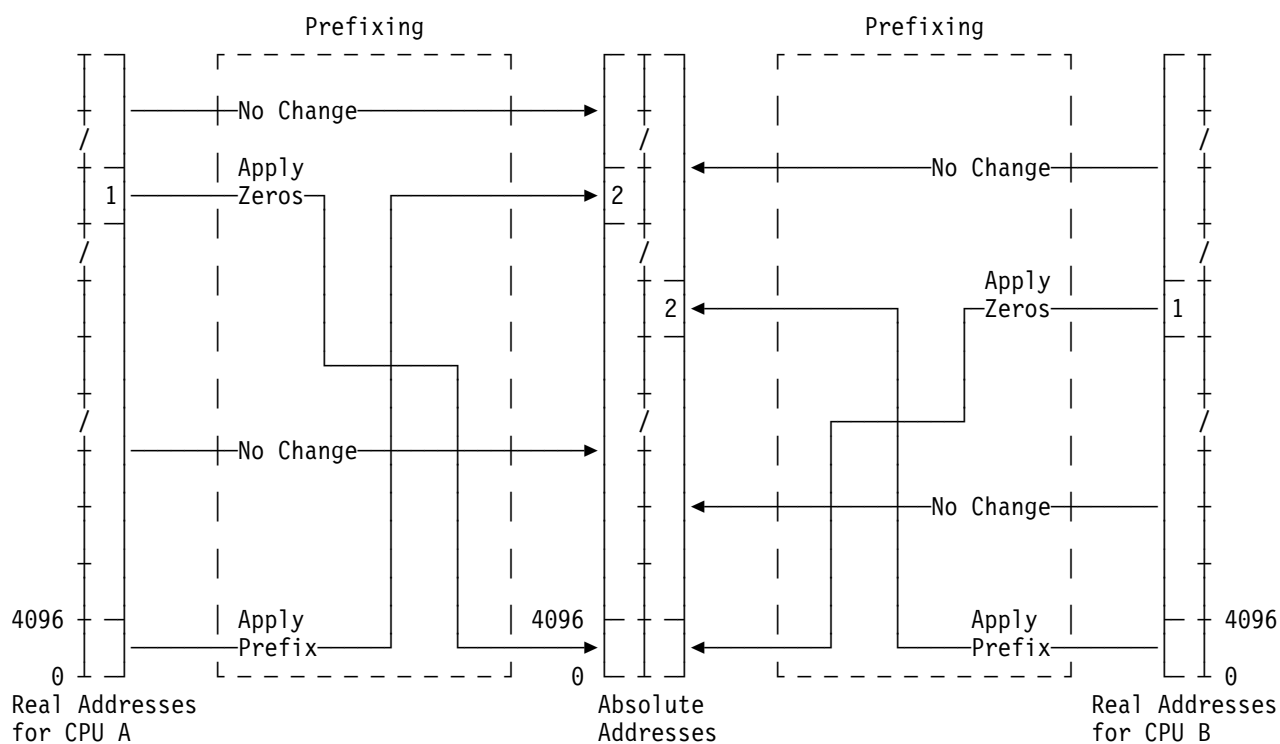 Prefixing
Prefixing
No Change
No Change
Apply
Zeros
1
2
Apply
Zeros
2
1
No Change
No Change
4096
Apply
Prefix
4096
Apply
Prefix
4096
0
0
0
Real Addresses
for CPU A
Absolute
Addresses
Real Addresses
for CPU B